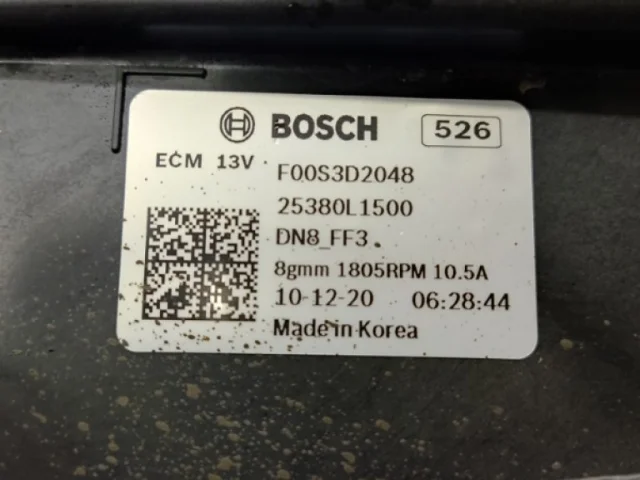 BOSCH 526
ECM 13V
F00S3D2048
25380L1500
DN8_FF3
8gmm 1805RPM 10.5A
10-12-20 06:28:44
Made in Korea